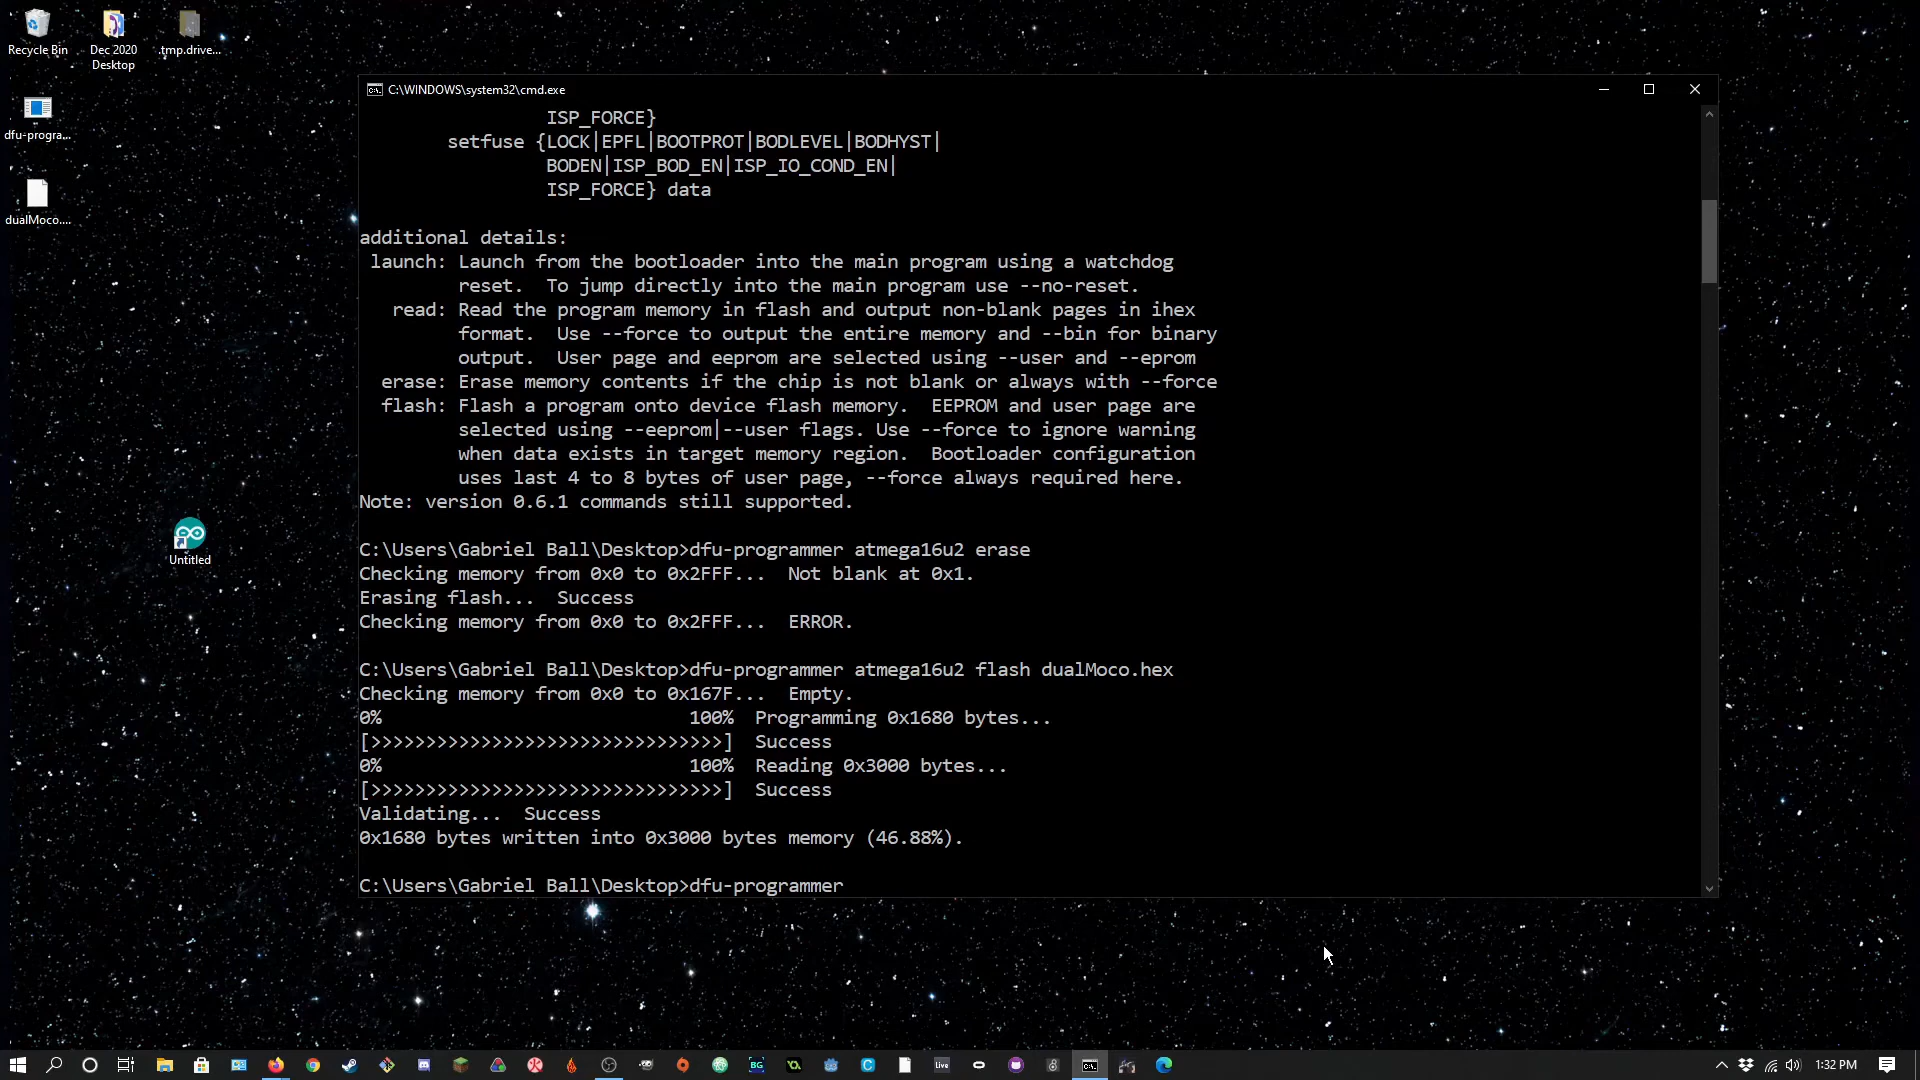 Recycle Bin
Dec 2020
Desktop
.tmp.drive...
dfu-progra...
dualMoco....
Untitled
C:\WINDOWS\system32\cmd.exe
ISP_FORCE}
setfuse {LOCK|EPFL|BOOTPROT|BODLEVEL|BODHYST|
BODEN|ISP_BOD_EN|ISP_IO_COND_EN|
ISP_FORCE} data
additional details:
launch: Launch from the bootloader into the main program using a watchdog
reset.  To jump directly into the main program use --no-reset.
read: Read the program memory in flash and output non-blank pages in ihex
format.  Use --force to output the entire memory and --bin for binary
output.  User page and eeprom are selected using --user and --eprom
erase: Erase memory contents if the chip is not blank or always with --force
flash: Flash a program onto device flash memory.  EEPROM and user page are
selected using --eeprom|--user flags. Use --force to ignore warning
when data exists in target memory region.  Bootloader configuration
uses last 4 to 8 bytes of user page, --force always required here.
Note: version 0.6.1 commands still supported.
C:\Users\Gabriel Ball\Desktop>dfu-programmer atmega16u2 erase
Checking memory from 0x0 to 0x2FFF...  Not blank at 0x1.
Erasing flash...  Success
Checking memory from 0x0 to 0x2FFF...  ERROR.
C:\Users\Gabriel Ball\Desktop>dfu-programmer atmega16u2 flash dualMoco.hex
Checking memory from 0x0 to 0x167F...  Empty.
0%                            100%  Programming 0x1680 bytes...
[>>>>>>>>>>>>>>>>>>>>>>>>>>>>>>>>]  Success
0%                            100%  Reading 0x3000 bytes...
[>>>>>>>>>>>>>>>>>>>>>>>>>>>>>>>>]  Success
Validating...  Success
0x1680 bytes written into 0x3000 bytes memory (46.88%).
C:\Users\Gabriel Ball\Desktop>dfu-programmer
BG
live
1:32 PM